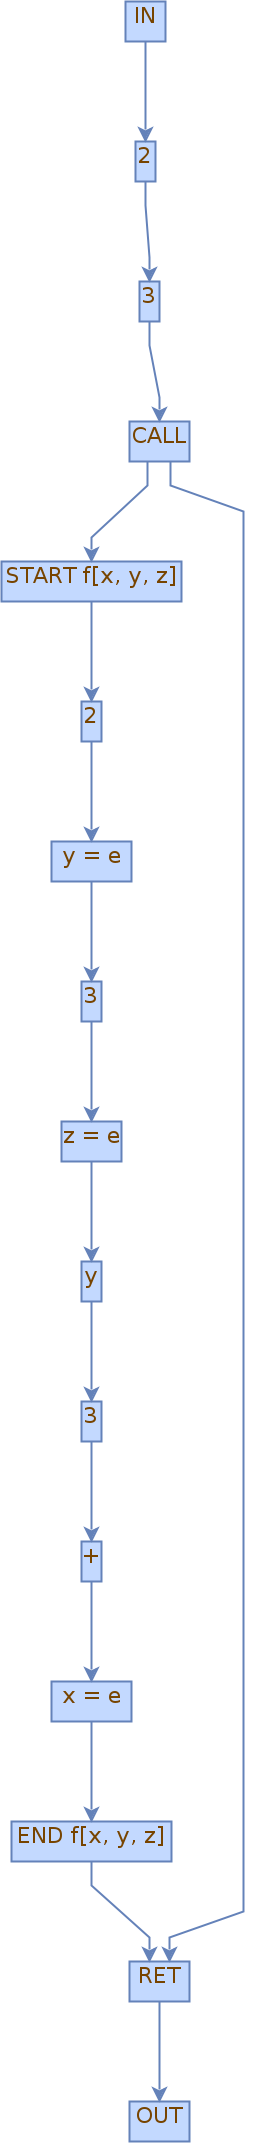 IN
2
3
CALL
START f[x, y, z]
2
y = e
3
z = e
y
3
+
x = e
END f[x, y, z]
RET
OUT